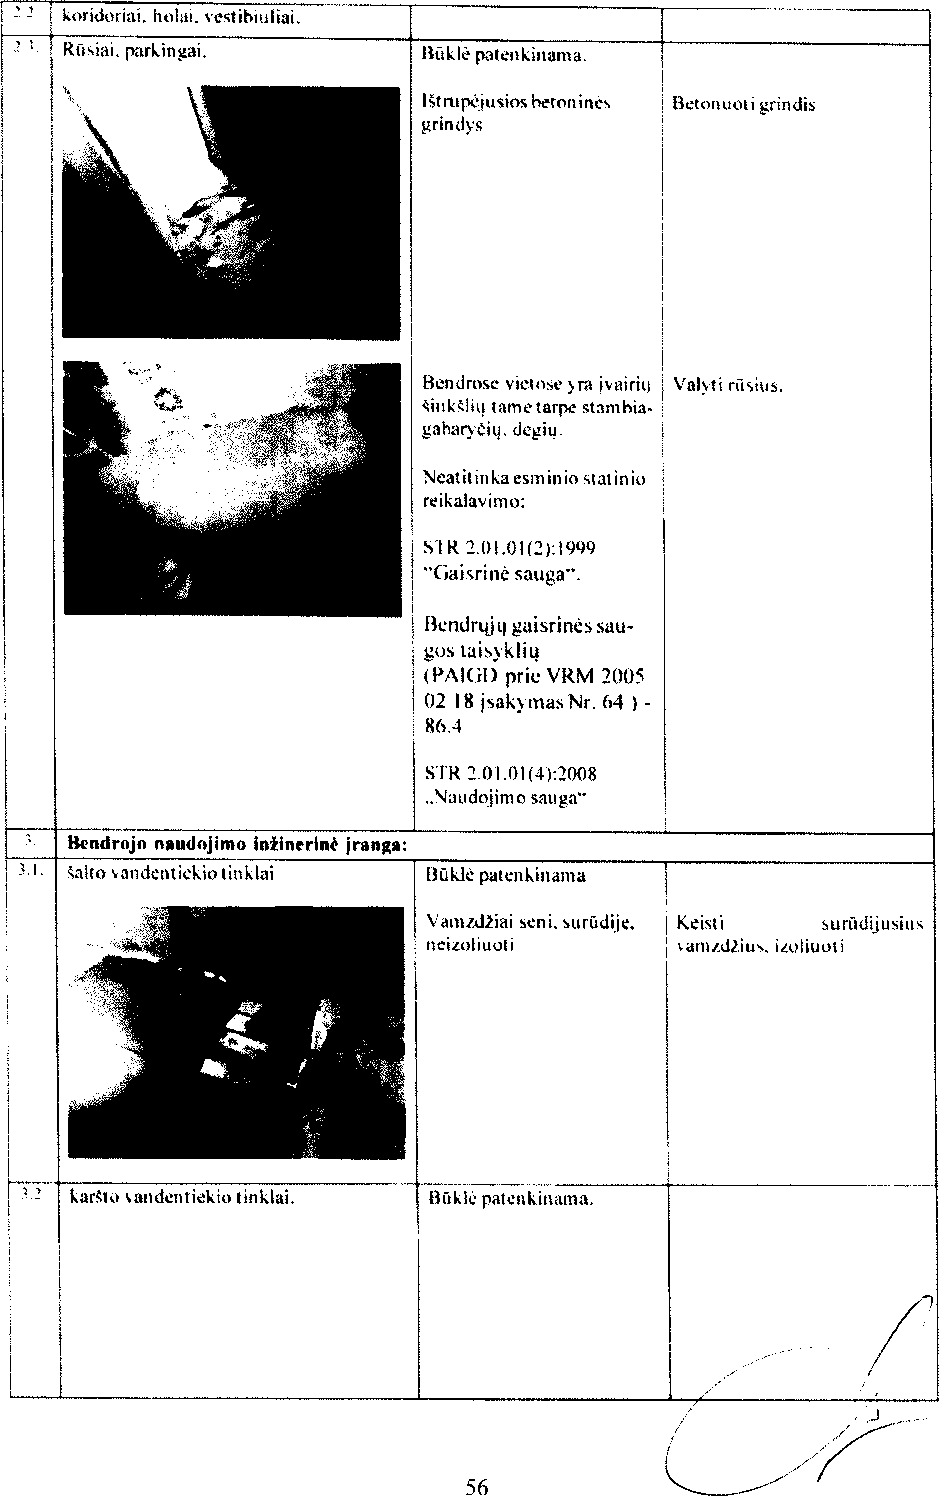 2.2. koridoriai, holai, vestibiuliai.
2.3. Rūsiai, parkingai. Būklė patenkinama.
Ištrupėjusios betoninės Betonuoti grindis
grindys
Bendrose vietose yra įvairių Valyti rūsius.
šiukšlių tame tarpe stambia-
gabaryčių, degių.
Neatitinka esminio statinio
reikalavimo:
STR 2.01.01(2):1999
"Gaisrinė sauga".
Bendrųjų gaisrinės sau-
gos taisyklių
(PAIGD prie VRM 2005
02 18 įsakymas Nr. 64 ) -
86.4
STR 2.01.01(4):2008
„Naudojimo sauga“
3. Bendrojo naudojimo inžinerinė įranga:
3.1. šalto vandentiekio tinklai Būklė patenkinama
Vamzdžiai seni, surūdije, Keisti surūdijusius
neizoliuoti vamzdžius, izoliuoti
3.2 karšto vandentiekio tinklai. Būklė patenkinama.
56